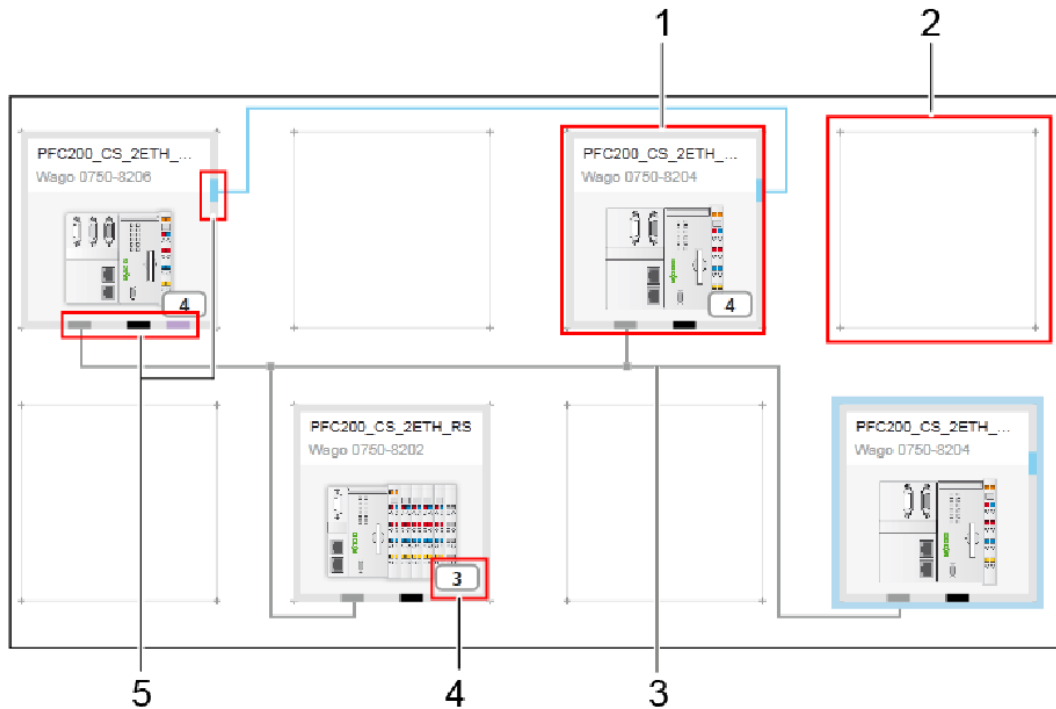 1
2
PFC200_CS_2ETH_...
Wago 0750-8206
4
PFC200_CS_2ETH_...
Wago 0750-8204
4
PFC200_CS_2ETH_RS
Wago 0750-8202
3
PFC200_CS_2ETH_...
Wago 0750-8204
5
4
3